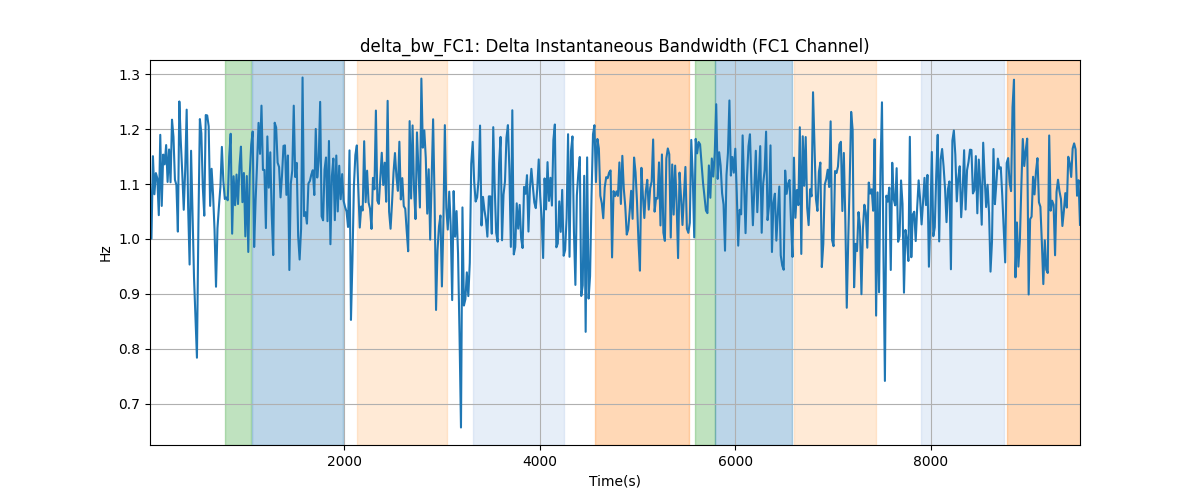 delta_bw_FC1: Delta Instantaneous Bandwidth (FC1 Channel)
1.3
1.2
1.1
1.0
0.9
0.8
0.7
Hz
2000 4000 6000 8000
Time(s)